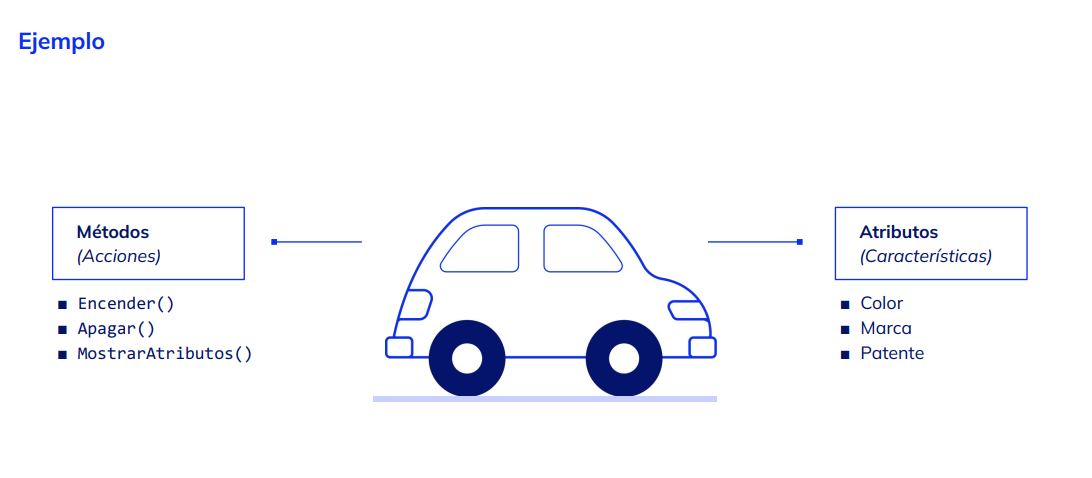 Ejemplo
Métodos
(Acciones)
▪ Encender()
▪ Apagar()
▪ MostrarAtributos()
Atributos
(Características)
▪ Color
▪ Marca
▪ Patente